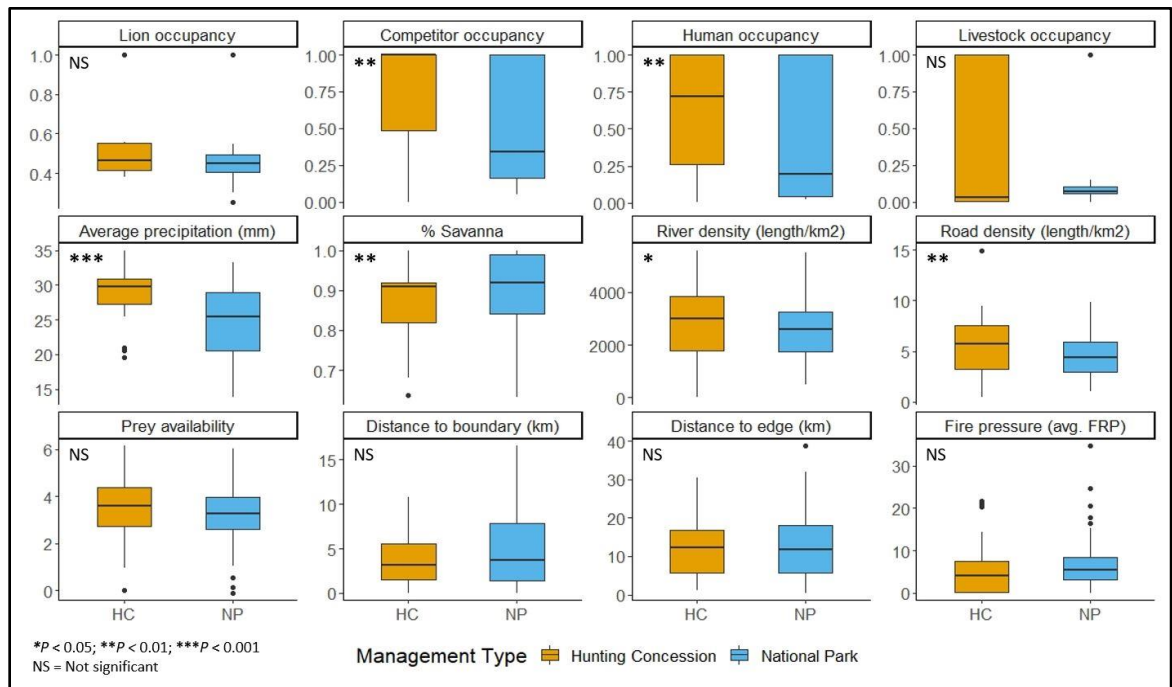 Lion occupancy
Competitor occupancy
Human occupancy
Livestock occupancy
NS
**
**
NS
1.0
0.8
0.6
0.4
1.00
0.75
0.50
0.25
0.00
1.00
0.75
0.50
0.25
0.00
1.00
0.75
0.50
0.25
0.00
Average precipitation (mm)
% Savanna
River density (length/km2)
Road density (length/km2)
***
**
*
**
35
30
25
20
15
1.0
0.9
0.8
0.7
4000
2000
0
15
10
5
0
Prey availability
Distance to boundary (km)
Distance to edge (km)
Fire pressure (avg. FRP)
NS
NS
NS
NS
6
4
2
0
15
10
5
0
40
30
20
10
0
30
20
10
0
HC NP
HC NP
HC NP
HC NP
*P < 0.05; **P < 0.01; ***P < 0.001
NS = Not significant
Management Type Hunting Concession National Park